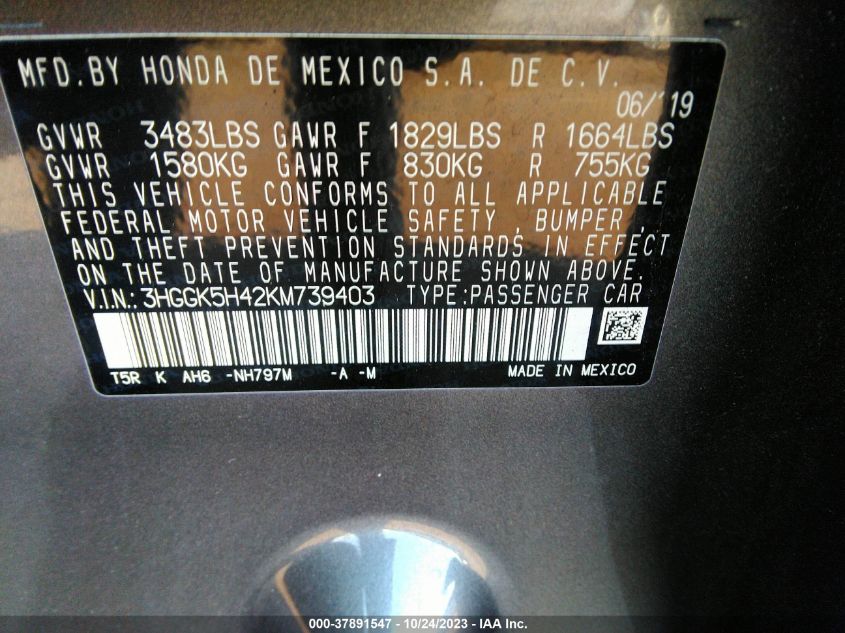 MFD.BY HONDA DE MEXICO S.A. DE C.V.
06/'19
GVWR 3483LBS GAWR F 1829LBS R 1664LBS
GVWR 1580KG GAWR F 830KG R 755KG
THIS VEHICLE CONFORMS TO ALL APPLICABLE
FEDERAL MOTOR VEHICLE SAFETY , BUMPER ,
AND THEFT PREVENTION STANDARDS IN EFFECT
ON THE DATE OF MANUFACTURE SHOWN ABOVE.
V.I.N.:3HGGK5H42KM739403 TYPE:PASSENGER CAR
T5R K AH6 -NH797M -A -M MADE IN MEXICO
000-37891547 - 10/24/2023 - IAA Inc.